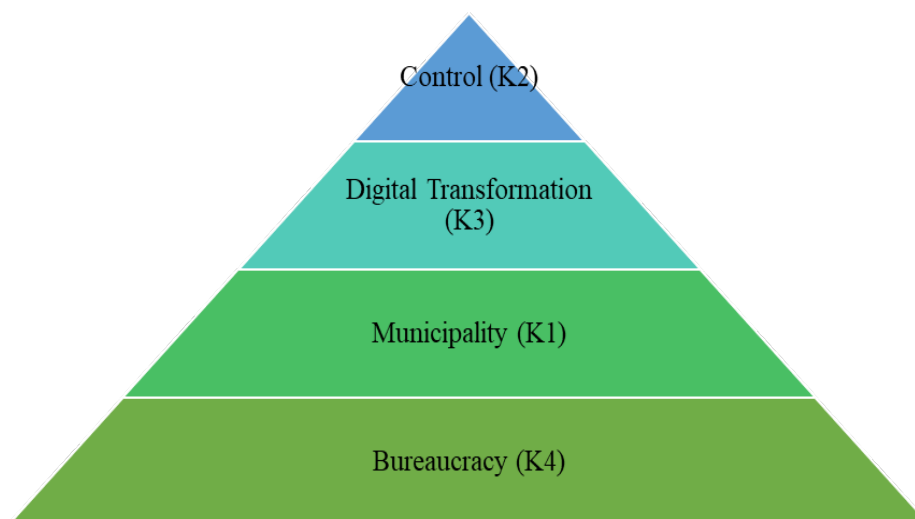 Control (K2)
Digital Transformation
(K3)
Municipality (K1)
Bureaucracy (K4)